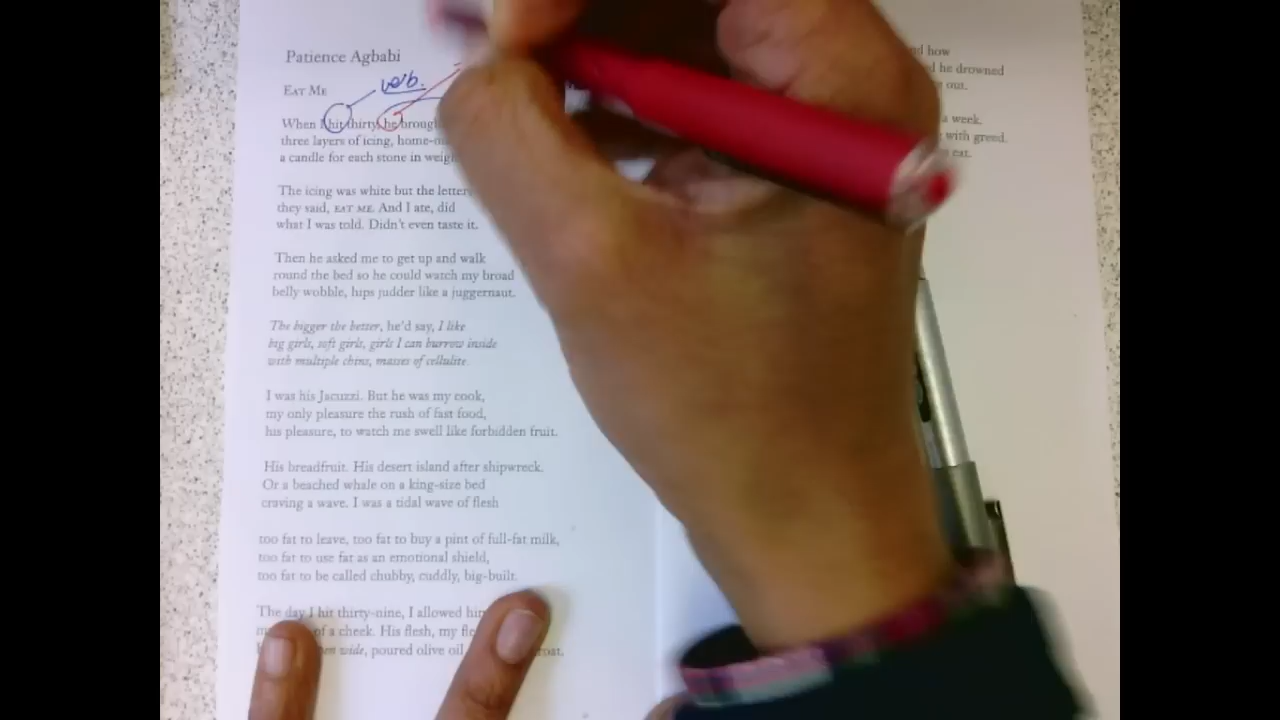 Patience Agbabi
EAT ME
verb.
When I hit thirty, he brough
three layers of icing, home-
a candle for each stone in weigh
The icing was white but the letter
they said, EAT ME. And I ate, did
what I was told. Didn't even taste it.
Then he asked me to get up and walk
round the bed so he could watch my broad
belly wobble, hips judder like a juggernaut.
The bigger the better, he'd say, I like
big girls, soft girls, girls I can burrow inside
with multiple chins, masses of cellulite.
I was his Jacuzzi. But he was my cook,
my only pleasure the rush of fast food,
his pleasure, to watch me swell like forbidden fruit.
His breadfruit. His desert island after shipwreck.
Or a beached whale on a king-size bed
craving a wave. I was a tidal wave of flesh
too fat to leave, too fat to buy a pint of full-fat milk,
too fat to use fat as an emotional shield,
too fat to be called chubby, cuddly, big-built.
The day I hit thirty-nine, I allowed him
of a cheek. His flesh, my fle
wide, poured olive oil
how
he drowned
out.
a week.
with greed.
eat.